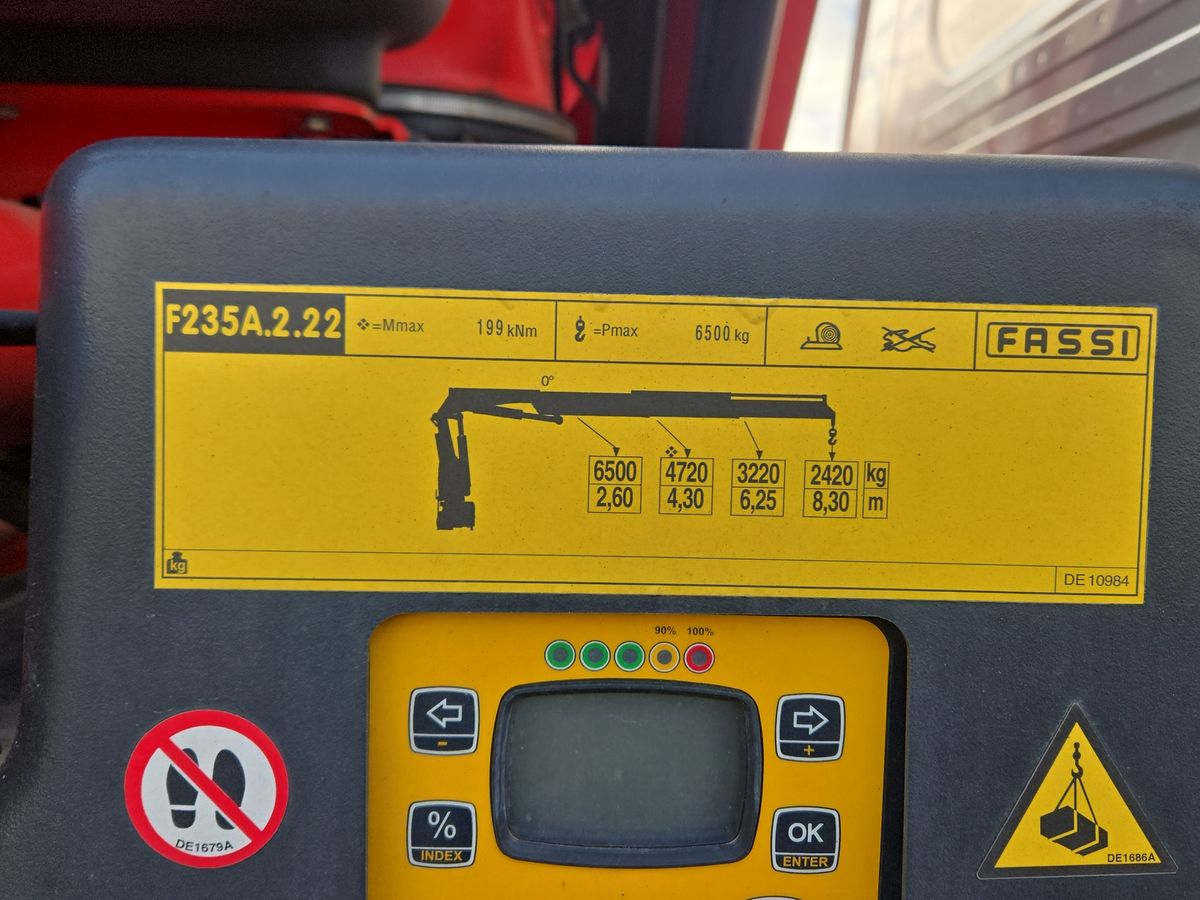 F235A.2.22 ❖=Mmax 199 kNm =Pmax 6500 kg FASSI
0°
❖
6500 4720 3220 2420 kg
2,60 4,30 6,25 8,30 m
kg
DE 10984
90% 100%
-
+
%
INDEX
OK
ENTER
DE1679A
DE1686A